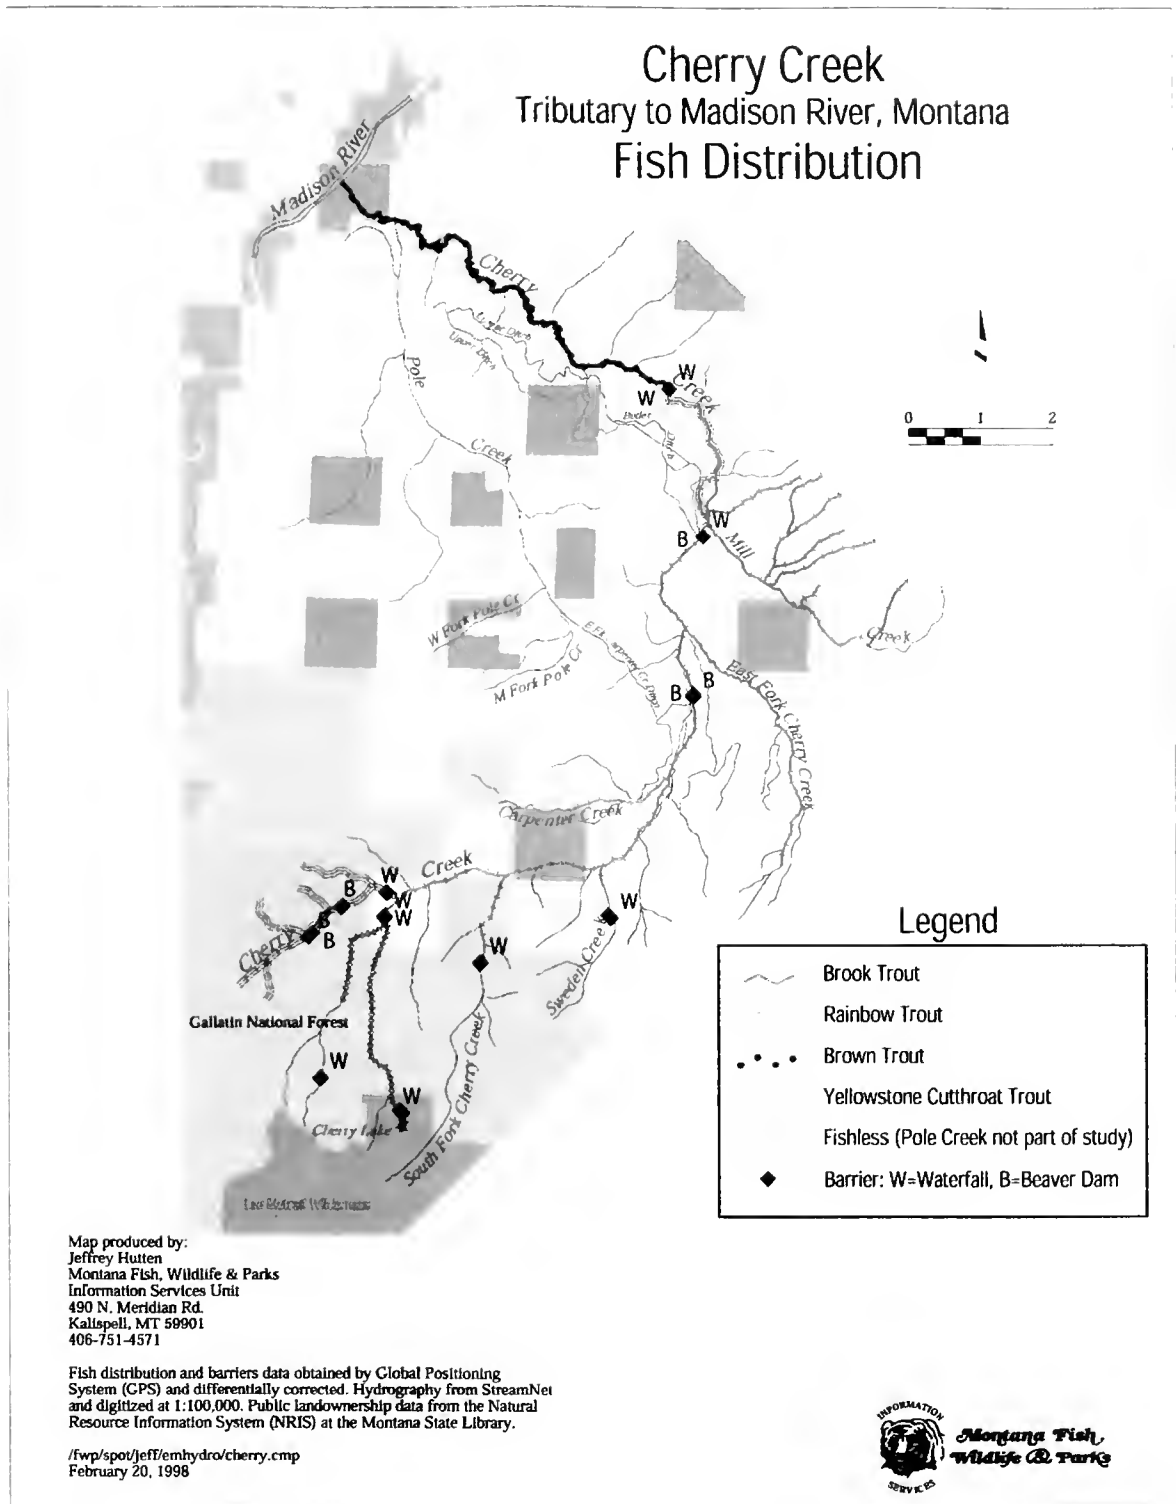 Cherry Creek
Tributary to Madison River, Montana
Fish Distribution
Madison River
Cherry
Upper Ditch
Pole
W
W
Creek
0 1 2
Butler
Ditch
Creek
W
B
Mill
W Fork Pole Cr
Creek
M Fork Pole Cr
East Fork Cherry Creek
B
B
Carpenter Creek
Creek
W
B
W
W
B
B
Cherry
W
Sweden Creek
W
Legend
Brook Trout
Rainbow Trout
Brown Trout
Yellowstone Cutthroat Trout
Fishless (Pole Creek not part of study)
Barrier: W=Waterfall, B=Beaver Dam
Gallatin National Forest
W
W
Cherry Lake
South Fork Cherry Creek
Map produced by:
Jeffrey Hutten
Montana Fish, Wildlife & Parks
Information Services Unit
490 N. Meridian Rd.
Kalispell, MT 59901
406-751-4571
Fish distribution and barriers data obtained by Global Positioning
System (GPS) and differentially corrected. Hydrography from StreamNet
and digitized at 1:100,000. Public landownership data from the Natural
Resource Information System (NRIS) at the Montana State Library.
/fwp/spot/jeff/emhydro/cherry.cmp
February 20, 1998
INFORMATION
SERVICES
Montana Fish,
Wildlife & Parks